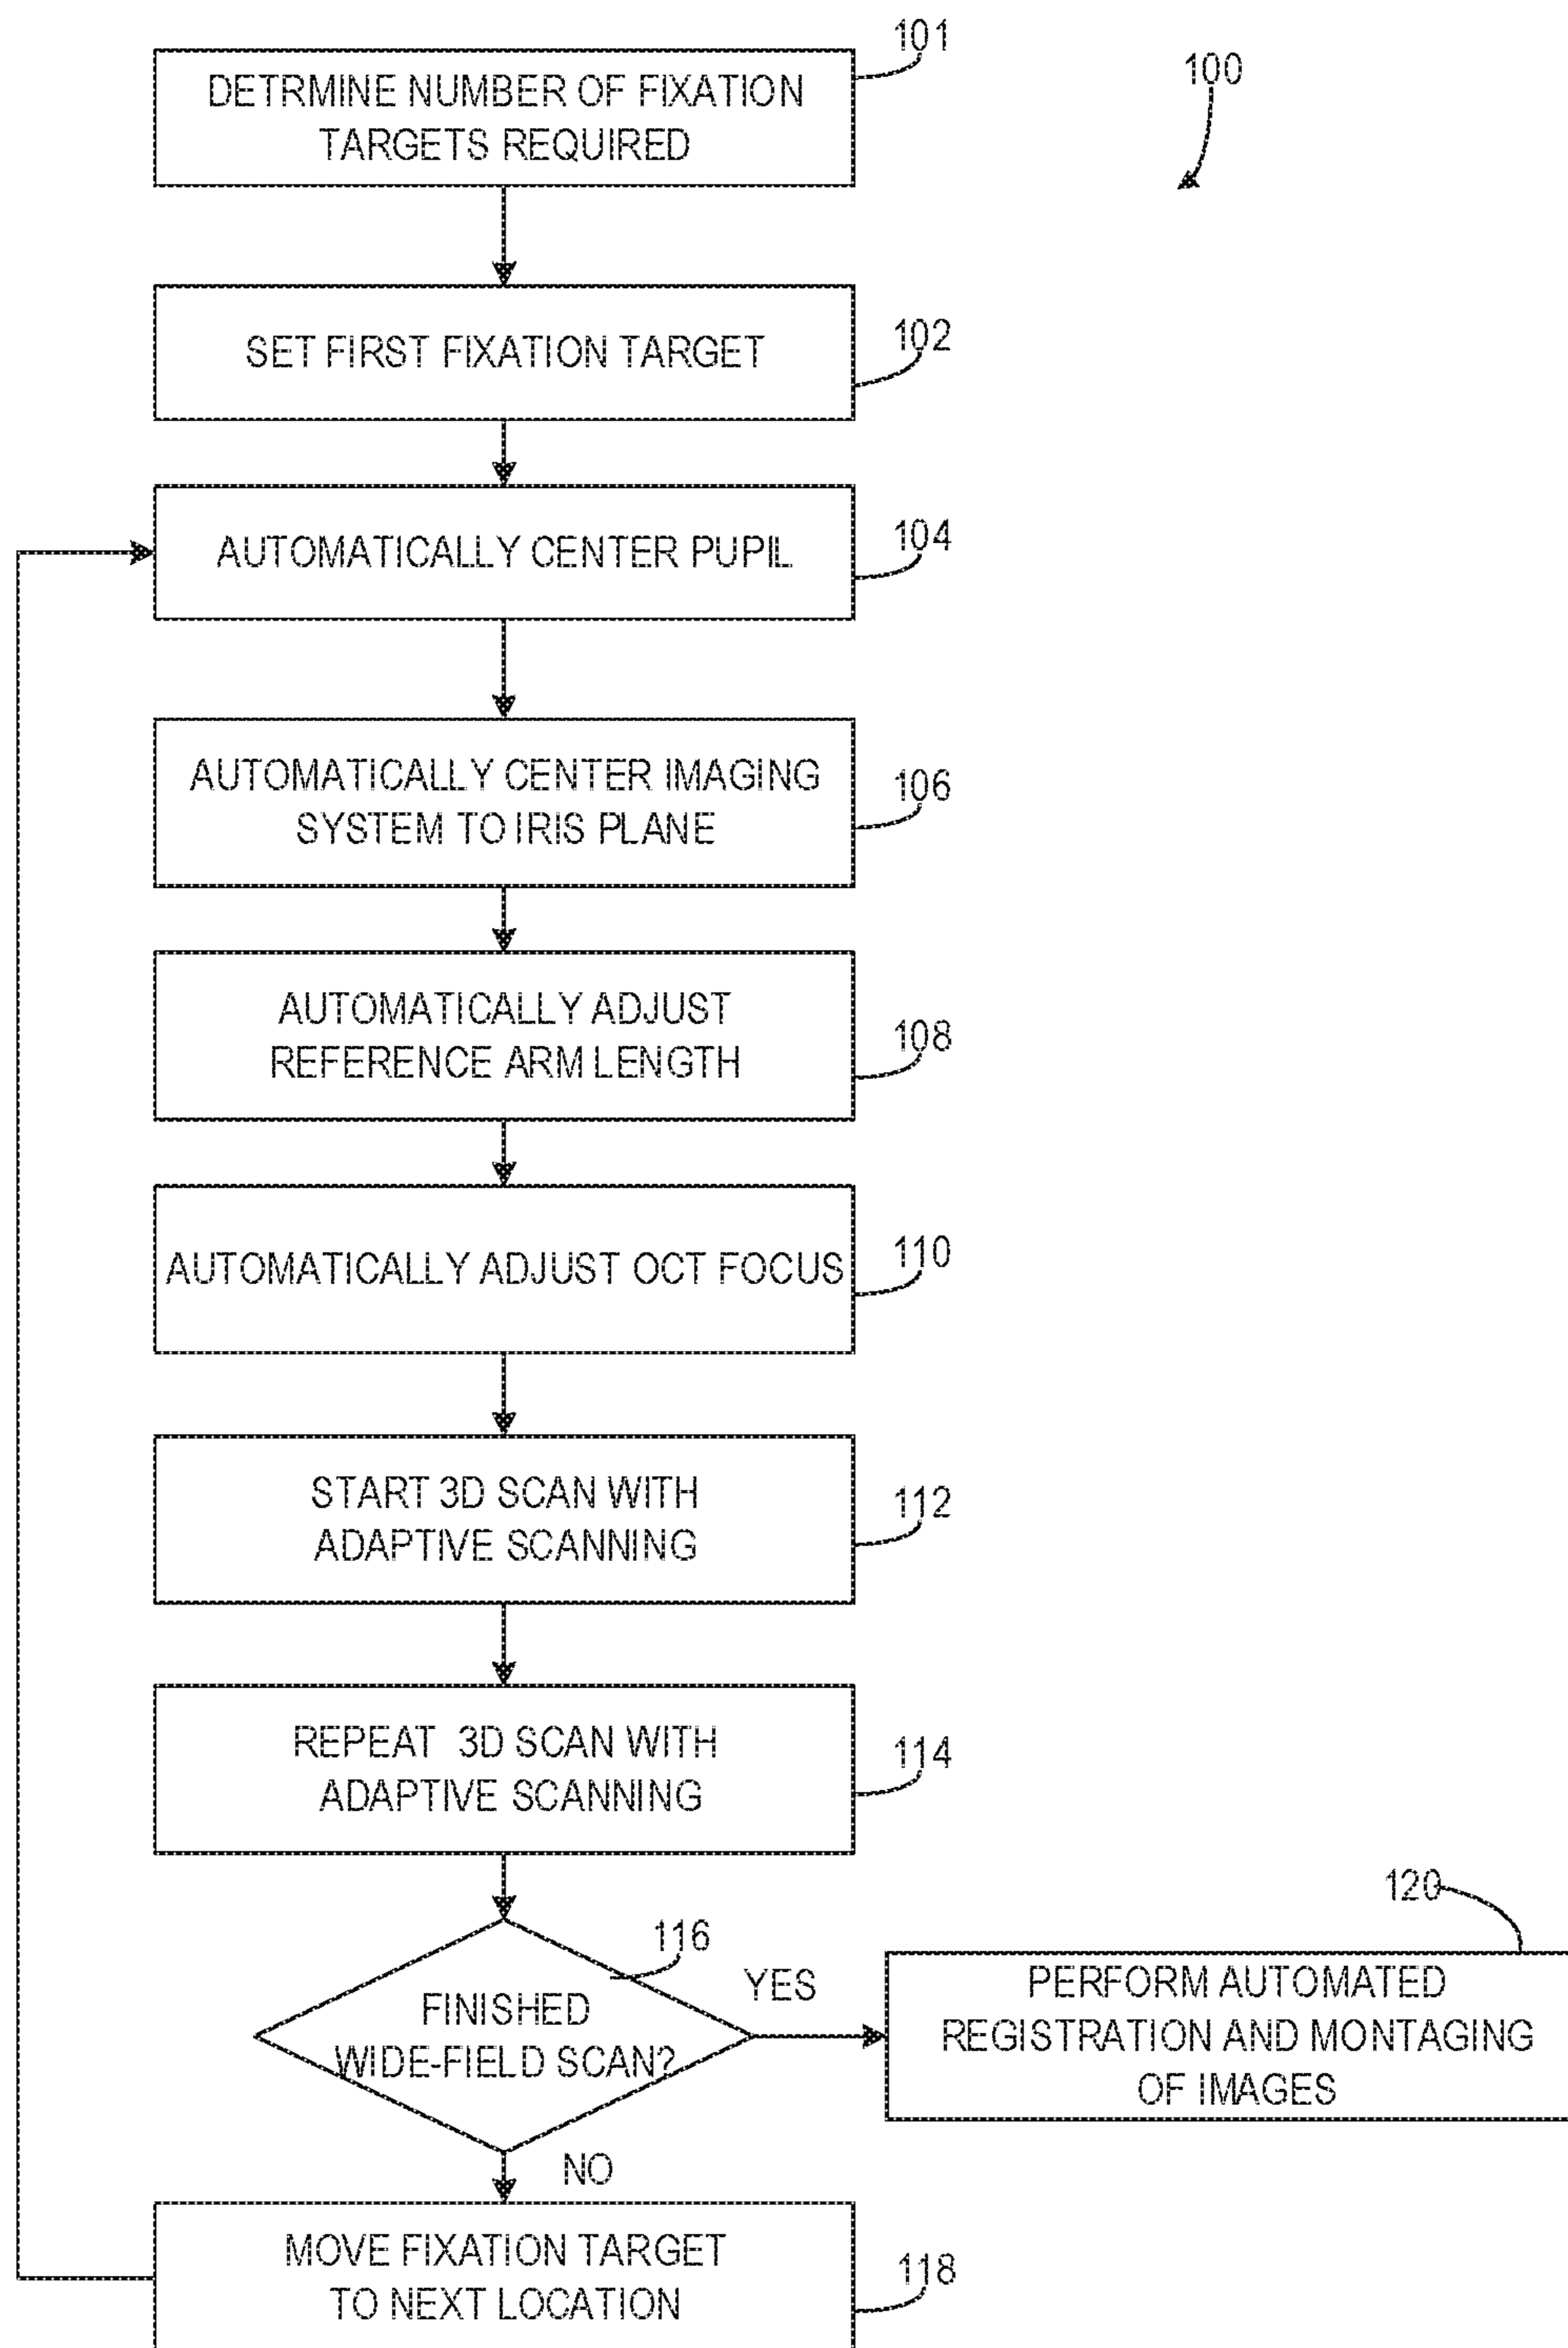 101
100
DETRMINE NUMBER OF FIXATION
TARGETS REQUIRED
102
SET FIRST FIXATION TARGET
104
AUTOMATICALLY CENTER PUPIL
AUTOMATICALLY CENTER IMAGING
SYSTEM TO IRIS PLANE
106
AUTOMATICALLY ADJUST
REFERENCE ARM LENGTH
108
AUTOMATICALLY ADJUST OCT FOCUS
110
START 3D SCAN WITH
ADAPTIVE SCANNING
112
REPEAT 3D SCAN WITH
ADAPTIVE SCANNING
114
116
FINISHED
WIDE-FIELD SCAN?
YES
120
PERFORM AUTOMATED
REGISTRATION AND MONTAGING
OF IMAGES
NO
MOVE FIXATION TARGET
TO NEXT LOCATION
118